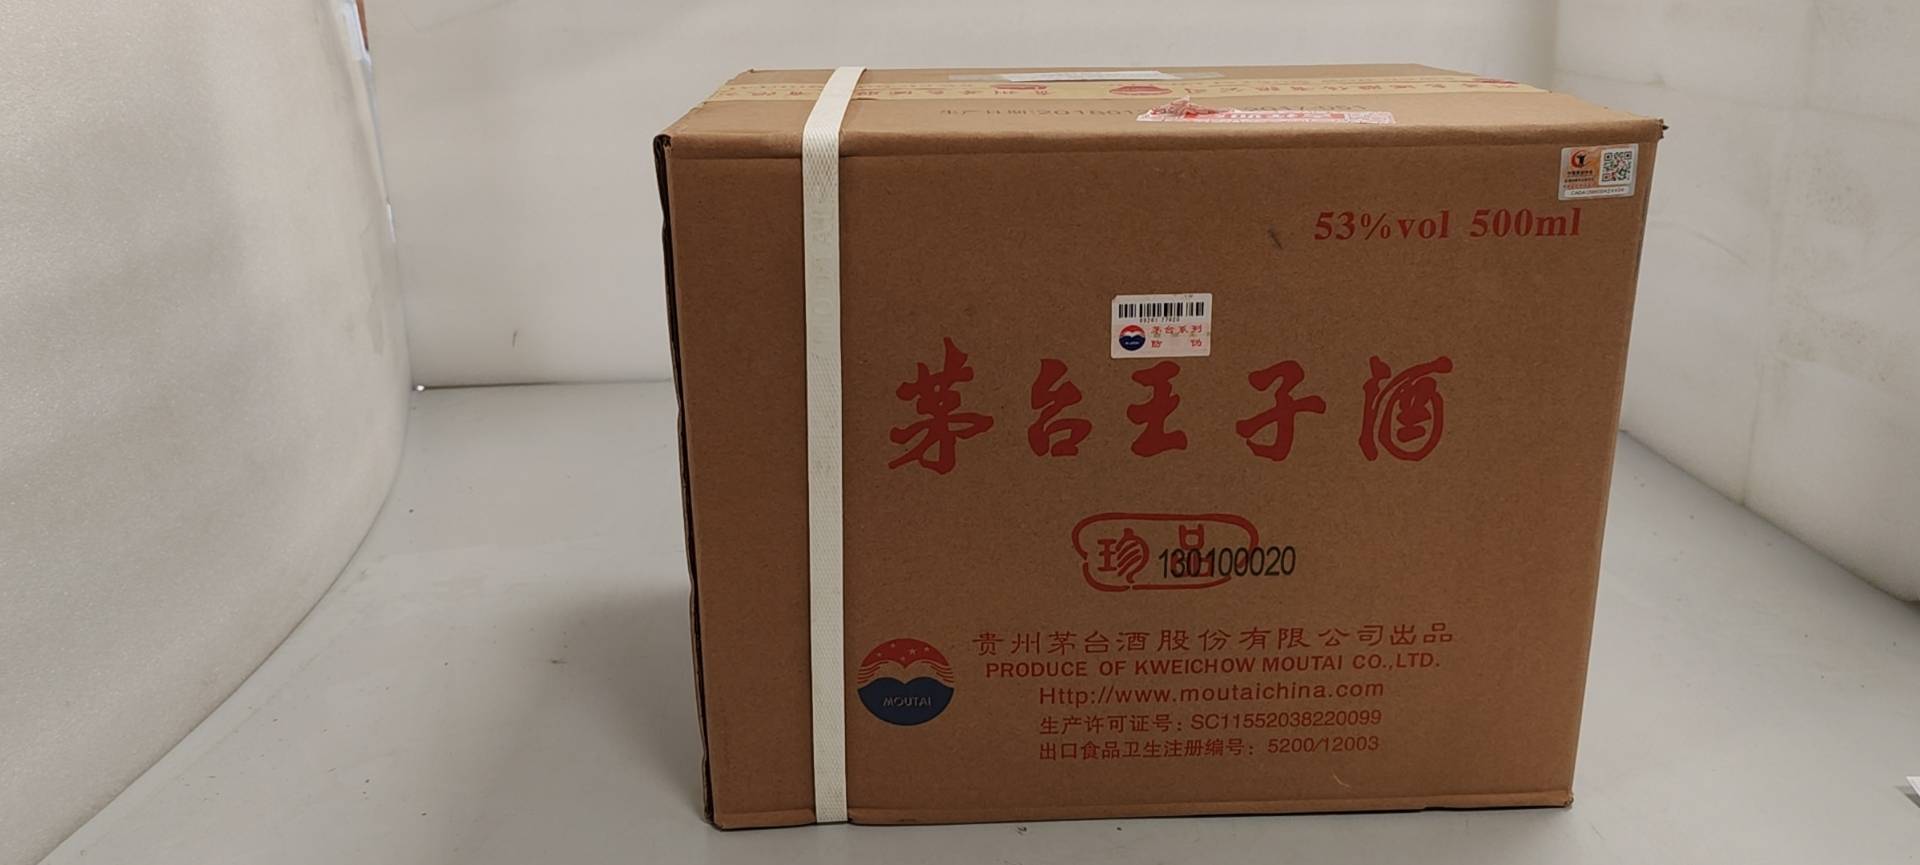 53%vol 500ml
茅台系列
防 伪
茅台王子酒
珍品
130100020
贵州茅台酒股份有限公司出品
PRODUCE OF KWEICHOW MOUTAI CO.,LTD.
MOUTAI
Http://www.moutaichina.com
生产许可证号：SC11552038220099
出口食品卫生注册编号：5200/12003